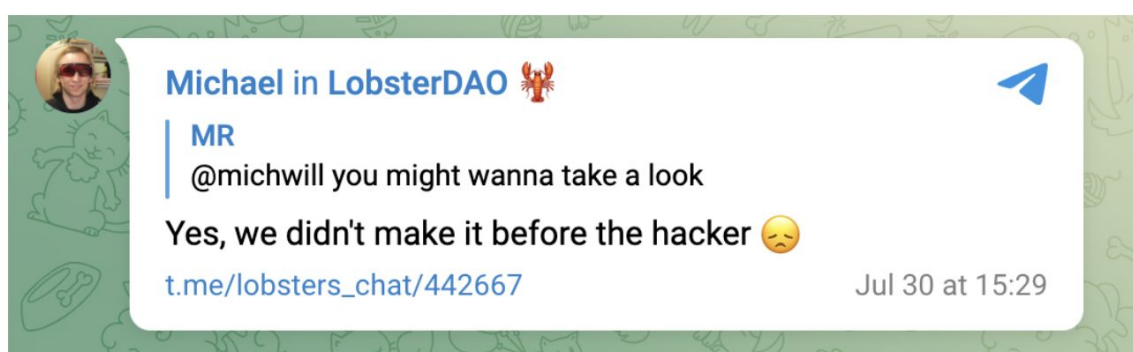 Michael in LobsterDAO 🦞
MR
@michwill you might wanna take a look
Yes, we didn't make it before the hacker 😞
t.me/lobsters_chat/442667
Jul 30 at 15:29